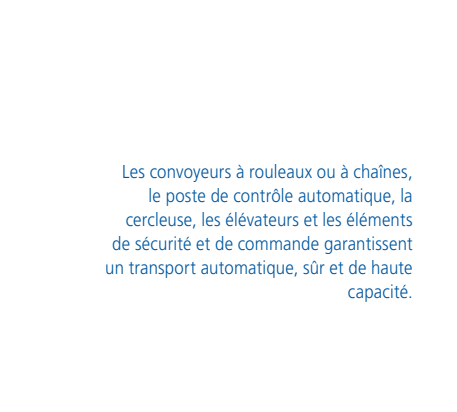 Les convoyeurs à rouleaux ou à chaînes,
le poste de contrôle automatique, la
cercleuse, les élévateurs et les éléments
de sécurité et de commande garantissent
un transport automatique, sûr et de haute
capacité.